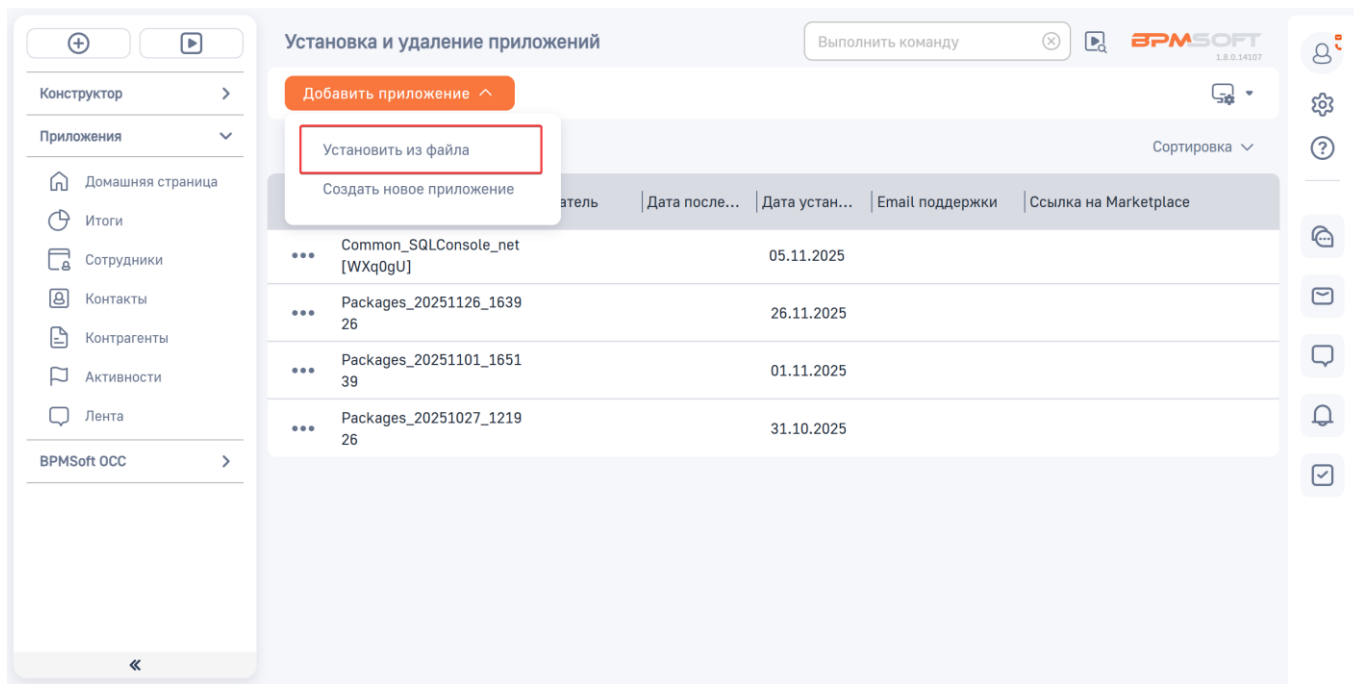 Установка и удаление приложений
Выполнить команду
BPMSOFT
1.8.0.14107
Конструктор
Приложения
Домашняя страница
Итоги
Сотрудники
Контакты
Контрагенты
Активности
Лента
BPMSoft OCC
Добавить приложение
Установить из файла
Создать новое приложение
Сортировка
атель
Дата после...
Дата устан...
Email поддержки
Ссылка на Marketplace
Common_SQLConsole_net
[WXq0gU]
05.11.2025
Packages_20251126_1639
26
26.11.2025
Packages_20251101_1651
39
01.11.2025
Packages_20251027_1219
26
31.10.2025